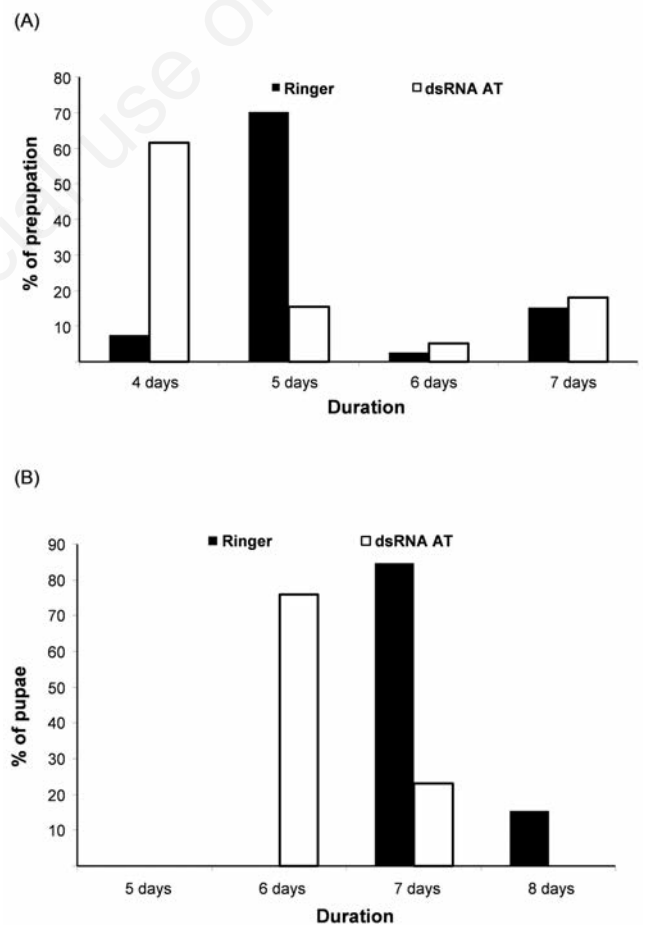 (A)
80
70
60
50
40
30
20
10
% of prepupation
Ringer dsRNA AT
4 days 5 days 6 days 7 days
Duration
(B)
90
80
70
60
50
40
30
20
10
% of pupae
Ringer dsRNA AT
5 days 6 days 7 days 8 days
Duration